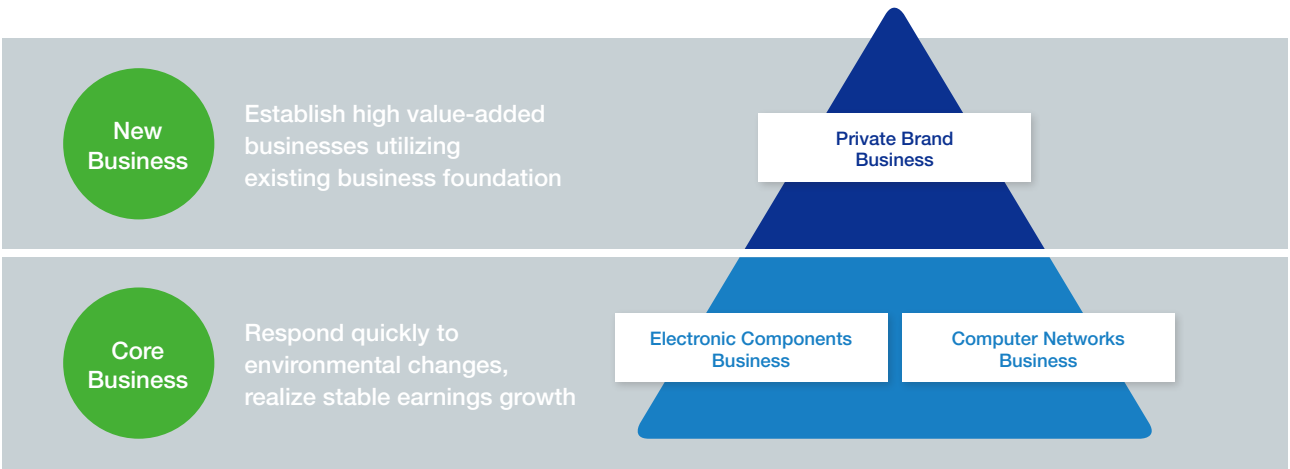 New
Business
Establish high value-added
businesses utilizing
existing business foundation
Private Brand
Business
Core
Business
Respond quickly to
environmental changes,
realize stable earnings growth
Electronic Components
Business
Computer Networks
Business